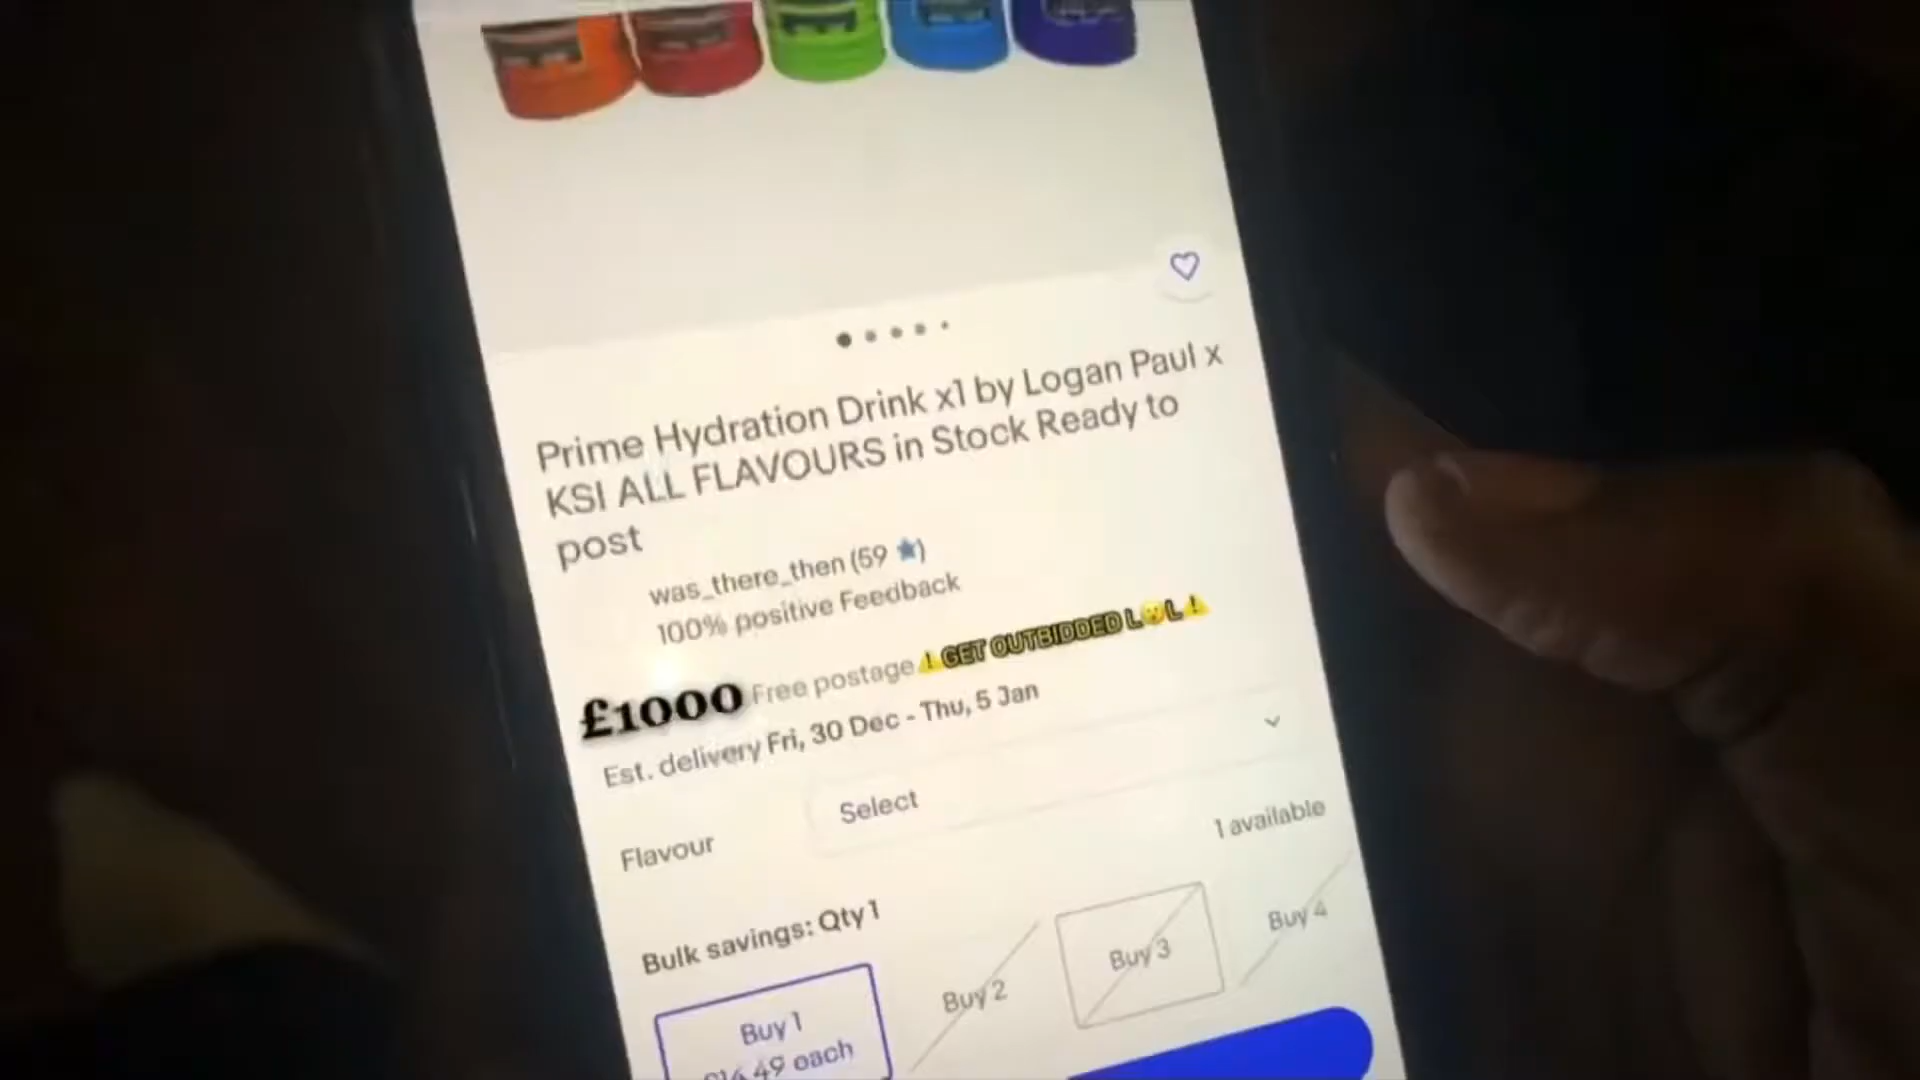 Prime Hydration Drink x1 by Logan Paul x
KSI ALL FLAVOURS in Stock Ready to
post
was_there_then (59 ★)
100% positive Feedback
£1000 Free postage ⚠GET OUTBIDDED L😮L⚠
Est. delivery Fri, 30 Dec - Thu, 5 Jan
Flavour
Select
1 available
Bulk savings: Qty 1
Buy 1
each
Buy 2
Buy 3
Buy 4